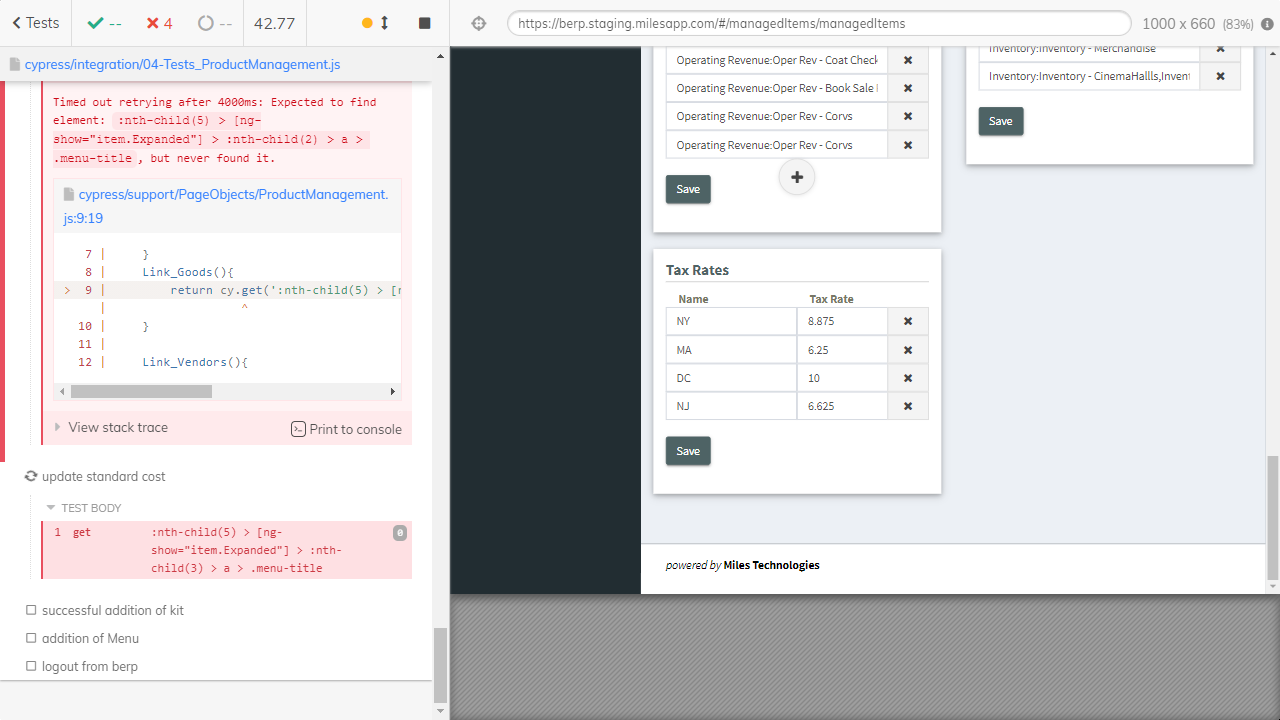 Tests
--
4
--
42.77
https://berp.staging.milesapp.com/#/managedItems/managedItems
1000 x 660 (83%)
cypress/integration/04-Tests_ProductManagement.js
Timed out retrying after 4000ms: Expected to find
element: :nth-child(5) > [ng-
show="item.Expanded"] > :nth-child(2) > a >
.menu-title, but never found it.
cypress/support/PageObjects/ProductManagement.
js:9:19
7 | }
8 | Link_Goods(){
> 9 | return cy.get(':nth-child(5) > [n
| ^
10 | }
11 |
12 | Link_Vendors(){
View stack trace
Print to console
update standard cost
TEST BODY
1 get :nth-child(5) > [ng-
show="item.Expanded"] > :nth-
child(3) > a > .menu-title
0
successful addition of kit
addition of Menu
logout from berp
Operating Revenue:Oper Rev - Coat Check
Operating Revenue:Oper Rev - Book Sale
Operating Revenue:Oper Rev - Corvs
Operating Revenue:Oper Rev - Corvs
Save
Inventory:Inventory - Merchandise
Inventory:Inventory - CinemaHallls,Invent
Save
Tax Rates
Name Tax Rate
NY 8.875
MA 6.25
DC 10
NJ 6.625
Save
powered by Miles Technologies